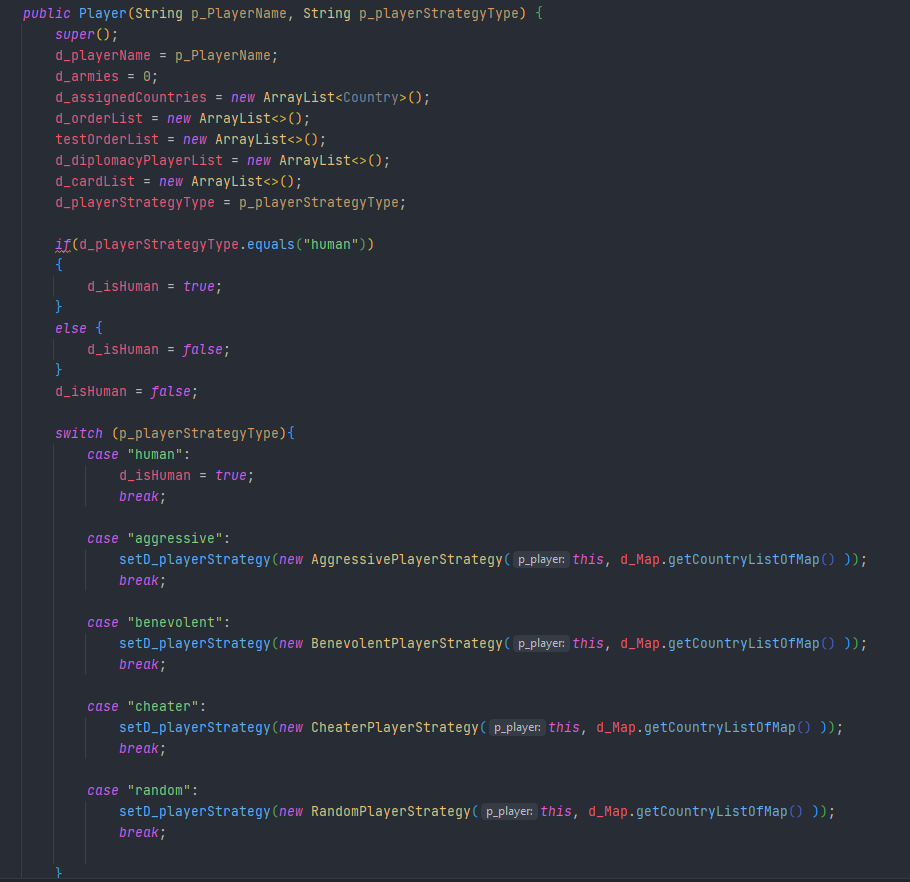 public Player(String p_PlayerName, String p_playerStrategyType) {
super();
d_playerName = p_PlayerName;
d_armies = 0;
d_assignedCountries = new ArrayList<Country>();
d_orderList = new ArrayList<>();
testOrderList = new ArrayList<>();
d_diplomacyPlayerList = new ArrayList<>();
d_cardList = new ArrayList<>();
d_playerStrategyType = p_playerStrategyType;
if(d_playerStrategyType.equals("human"))
{
d_isHuman = true;
}
else {
d_isHuman = false;
}
d_isHuman = false;
switch (p_playerStrategyType){
case "human":
d_isHuman = true;
break;
case "aggressive":
setD_playerStrategy(new AggressivePlayerStrategy( p_player: this, d_Map.getCountryListOfMap() ));
break;
case "benevolent":
setD_playerStrategy(new BenevolentPlayerStrategy( p_player: this, d_Map.getCountryListOfMap() ));
break;
case "cheater":
setD_playerStrategy(new CheaterPlayerStrategy( p_player: this, d_Map.getCountryListOfMap() ));
break;
case "random":
setD_playerStrategy(new RandomPlayerStrategy( p_player: this, d_Map.getCountryListOfMap() ));
break;
}